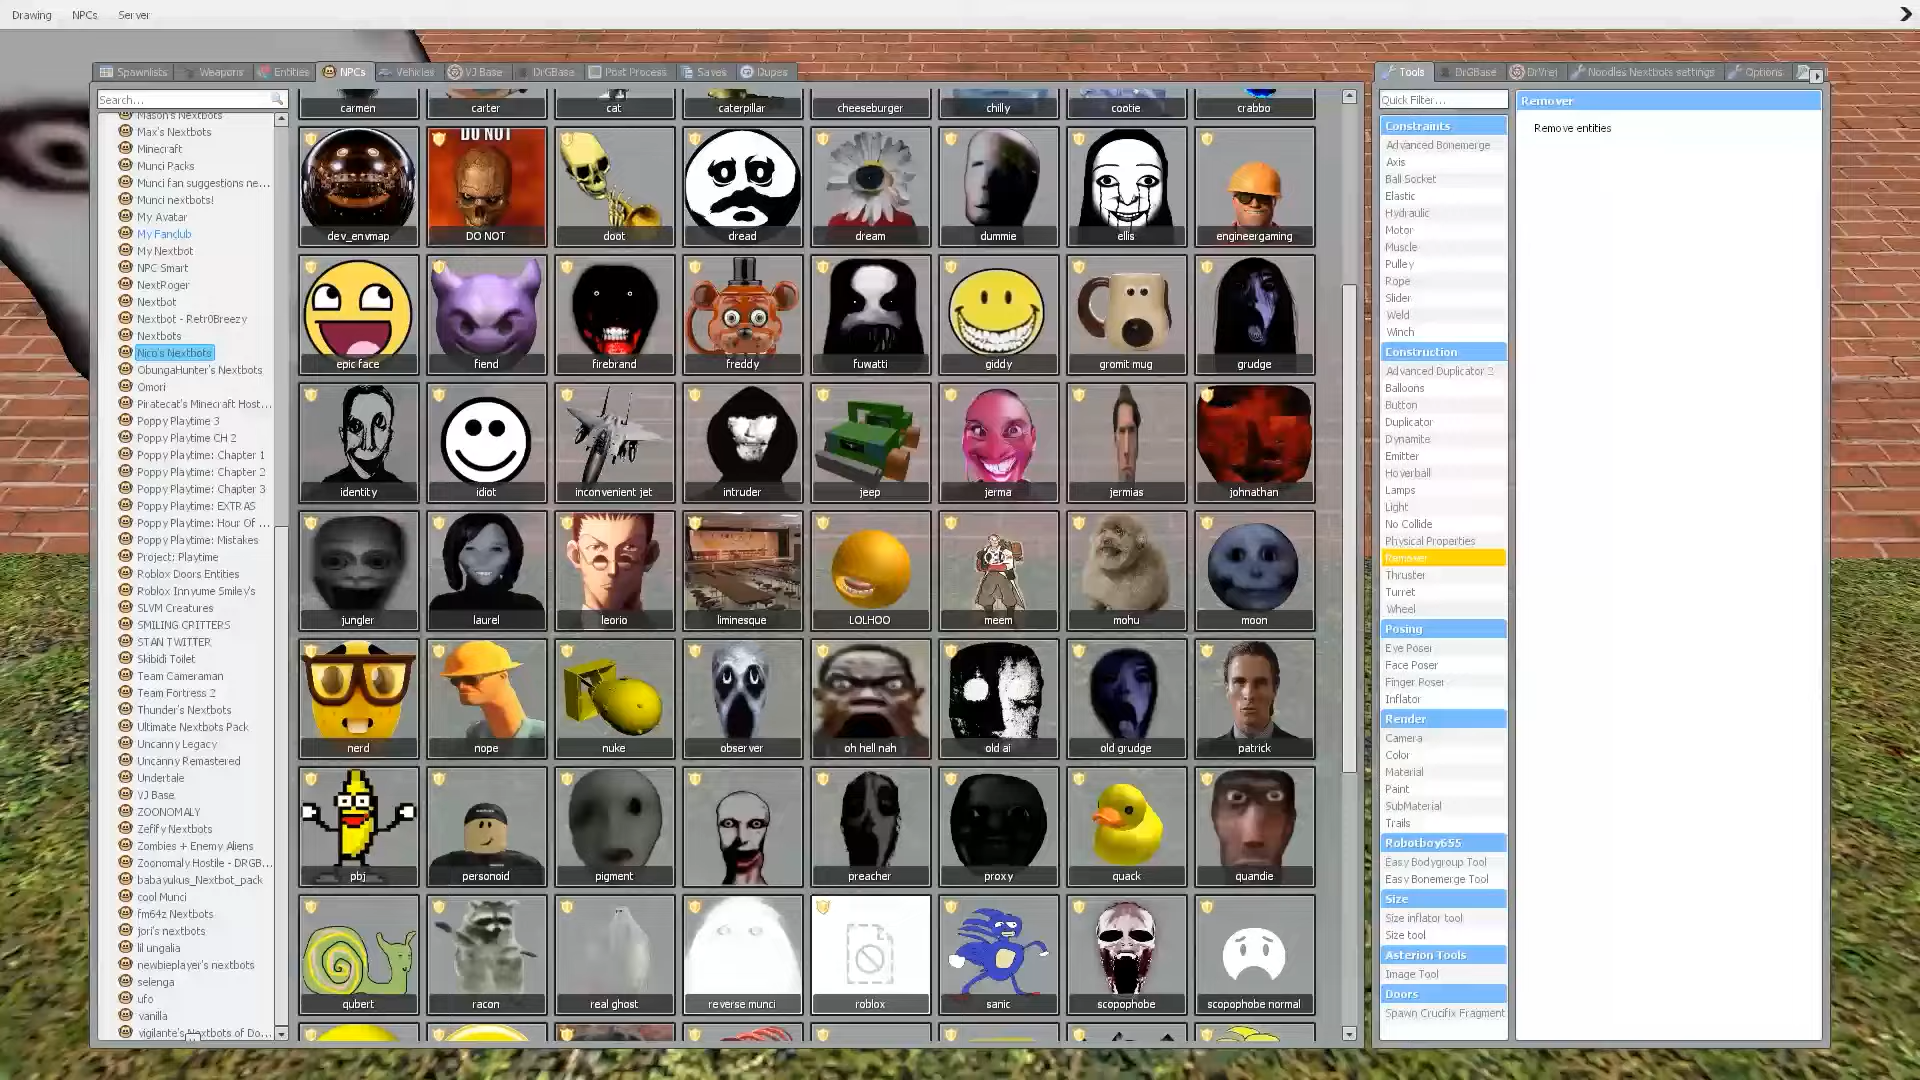 Drawing NPCs Server
Spawnlists Weapons Entities NPCs Vehicles VJ Base DrGBase Post Process Saves Dupes
Search...
Mason's Nextbots
Max's Nextbots
Minecraft
Munci Packs
Munci fan suggestions ne...
Munci nextbots!
My Avatar
My Fanclub
My Nextbot
NPC Smart
NextRoger
Nextbot
Nextbot - Retr0Breezy
Nextbots
Nico's Nextbots
ObungaHunter's Nextbots
Omori
Piratecat's Minecraft Host...
Poppy Playtime 3
Poppy Playtime CH 2
Poppy Playtime: Chapter 1
Poppy Playtime: Chapter 2
Poppy Playtime: Chapter 3
Poppy Playtime: EXTRAS
Poppy Playtime: Hour Of ...
Poppy Playtime: Mistakes
Project: Playtime
Roblox Doors Entities
Roblox Innyume Smiley's
SLVM Creatures
SMILING CRITTERS
STAN TWITTER
Skibidi Toilet
Team Cameraman
Team Fortress 2
Thunder's Nextbots
Ultimate Nextbots Pack
Uncanny Legacy
Uncanny Remastered
Undertale
VJ Base
ZOONOMALY
Zefify Nextbots
Zombies + Enemy Aliens
Zoonomaly Hostile - DRGB...
babayukus_Nextbot_pack
cool Munci
fm64z Nextbots
jori's nextbots
lil ungalia
newbieplayer's nextbots
selenga
ufo
vanilla
vigilante's Nextbots of Do...
carmen carter cat caterpillar cheeseburger chilly cootie crabbo
DO NOT
dev_envmap DO NOT doot dread dream dummie ellis engineergaming
epic face fiend firebrand freddy fuwatti giddy gromit mug grudge
identity idiot inconvenient jet intruder jeep jerma jermias johnathan
jungler laurel leorio liminesque LOLHOO meem mohu moon
nerd nope nuke observer oh hell nah old ai old grudge patrick
pbj personoid pigment preacher proxy quack quandie
qubert racon real ghost reverse munci roblox sanic scopophobe scopophobe normal
Tools DrGBase DrVrej Noodles Nextbots settings Options
Quick Filter...
Constraints
Advanced Bonemerge
Axis
Ball Socket
Elastic
Hydraulic
Motor
Muscle
Pulley
Rope
Slider
Weld
Winch
Construction
Advanced Duplicator 2
Balloons
Button
Duplicator
Dynamite
Emitter
Hoverball
Lamps
Light
No Collide
Physical Properties
Remover
Thruster
Turret
Wheel
Posing
Eye Poser
Face Poser
Finger Poser
Inflator
Render
Camera
Color
Material
Paint
SubMaterial
Trails
Robotboy655
Easy Bodygroup Tool
Easy Bonemerge Tool
Size
Size inflator tool
Size tool
Asterion Tools
Image Tool
Doors
Spawn Crucifix Fragment
Remover
Remove entities